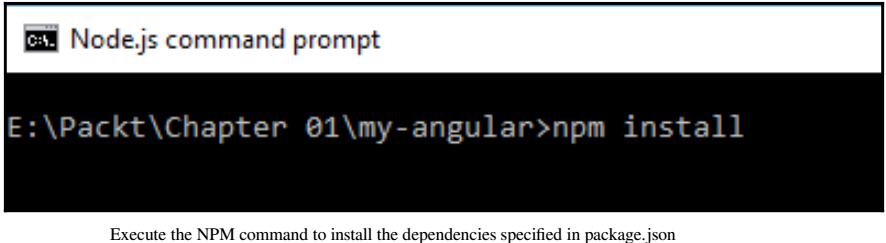 C:\.
Node.js command prompt
E:\Packt\Chapter 01\my-angular>npm install
Execute the NPM command to install the dependencies specified in package.json